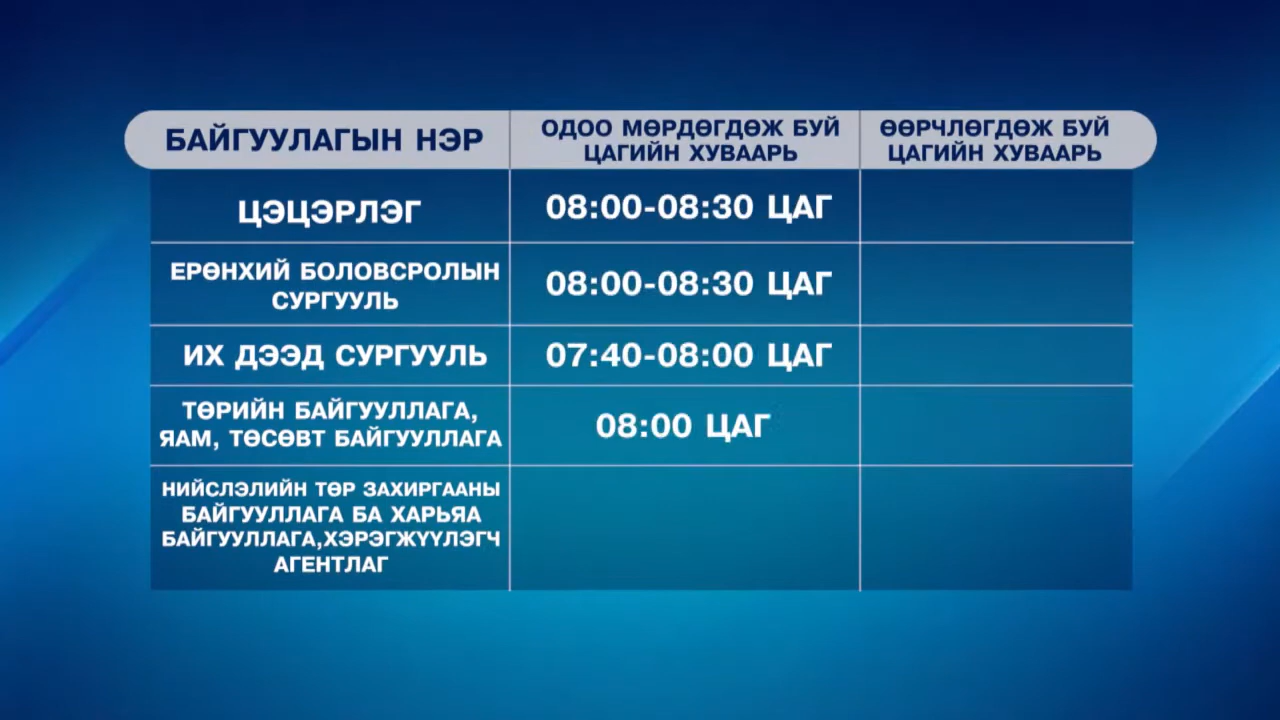 БАЙГУУЛАГЫН НЭР
ОДОО МӨРДӨГДӨЖ БУЙ
ЦАГИЙН ХУВААРЬ
ӨӨРЧЛӨГДӨЖ БУЙ
ЦАГИЙН ХУВААРЬ
ЦЭЦЭРЛЭГ
08:00-08:30 ЦАГ
ЕРӨНХИЙ БОЛОВСРОЛЫН
СУРГУУЛЬ
08:00-08:30 ЦАГ
ИХ ДЭЭД СУРГУУЛЬ
07:40-08:00 ЦАГ
ТӨРИЙН БАЙГУУЛЛАГА,
ЯАМ, ТӨСӨВТ БАЙГУУЛЛАГА
08:00 ЦАГ
НИЙСЛЭЛИЙН ТӨР ЗАХИРГААНЫ
БАЙГУУЛЛАГА БА ХАРЬЯА
БАЙГУУЛЛАГА,ХЭРЭГЖҮҮЛЭГЧ
АГЕНТЛАГ